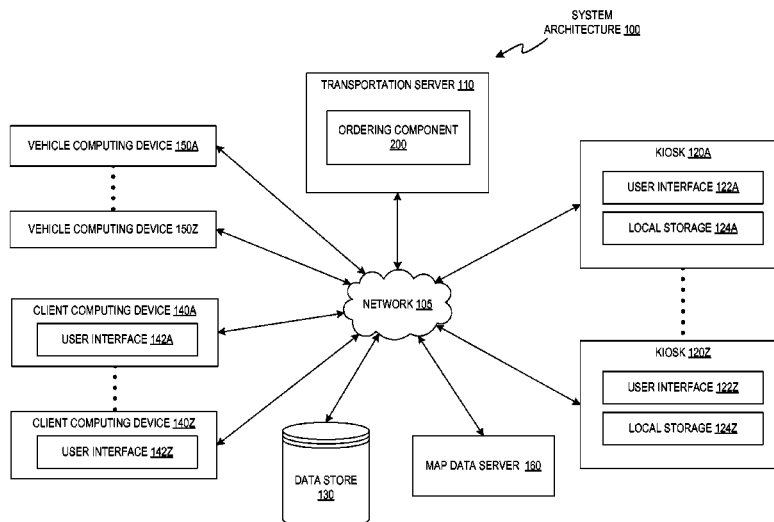 SYSTEM
ARCHITECTURE 100
TRANSPORTATION SERVER 110
ORDERING COMPONENT
200
VEHICLE COMPUTING DEVICE 150A
VEHICLE COMPUTING DEVICE 150Z
CLIENT COMPUTING DEVICE 140A
USER INTERFACE 142A
CLIENT COMPUTING DEVICE 140Z
USER INTERFACE 142Z
NETWORK 105
KIOSK 120A
USER INTERFACE 122A
LOCAL STORAGE 124A
KIOSK 120Z
USER INTERFACE 122Z
LOCAL STORAGE 124Z
DATA STORE
130
MAP DATA SERVER 160